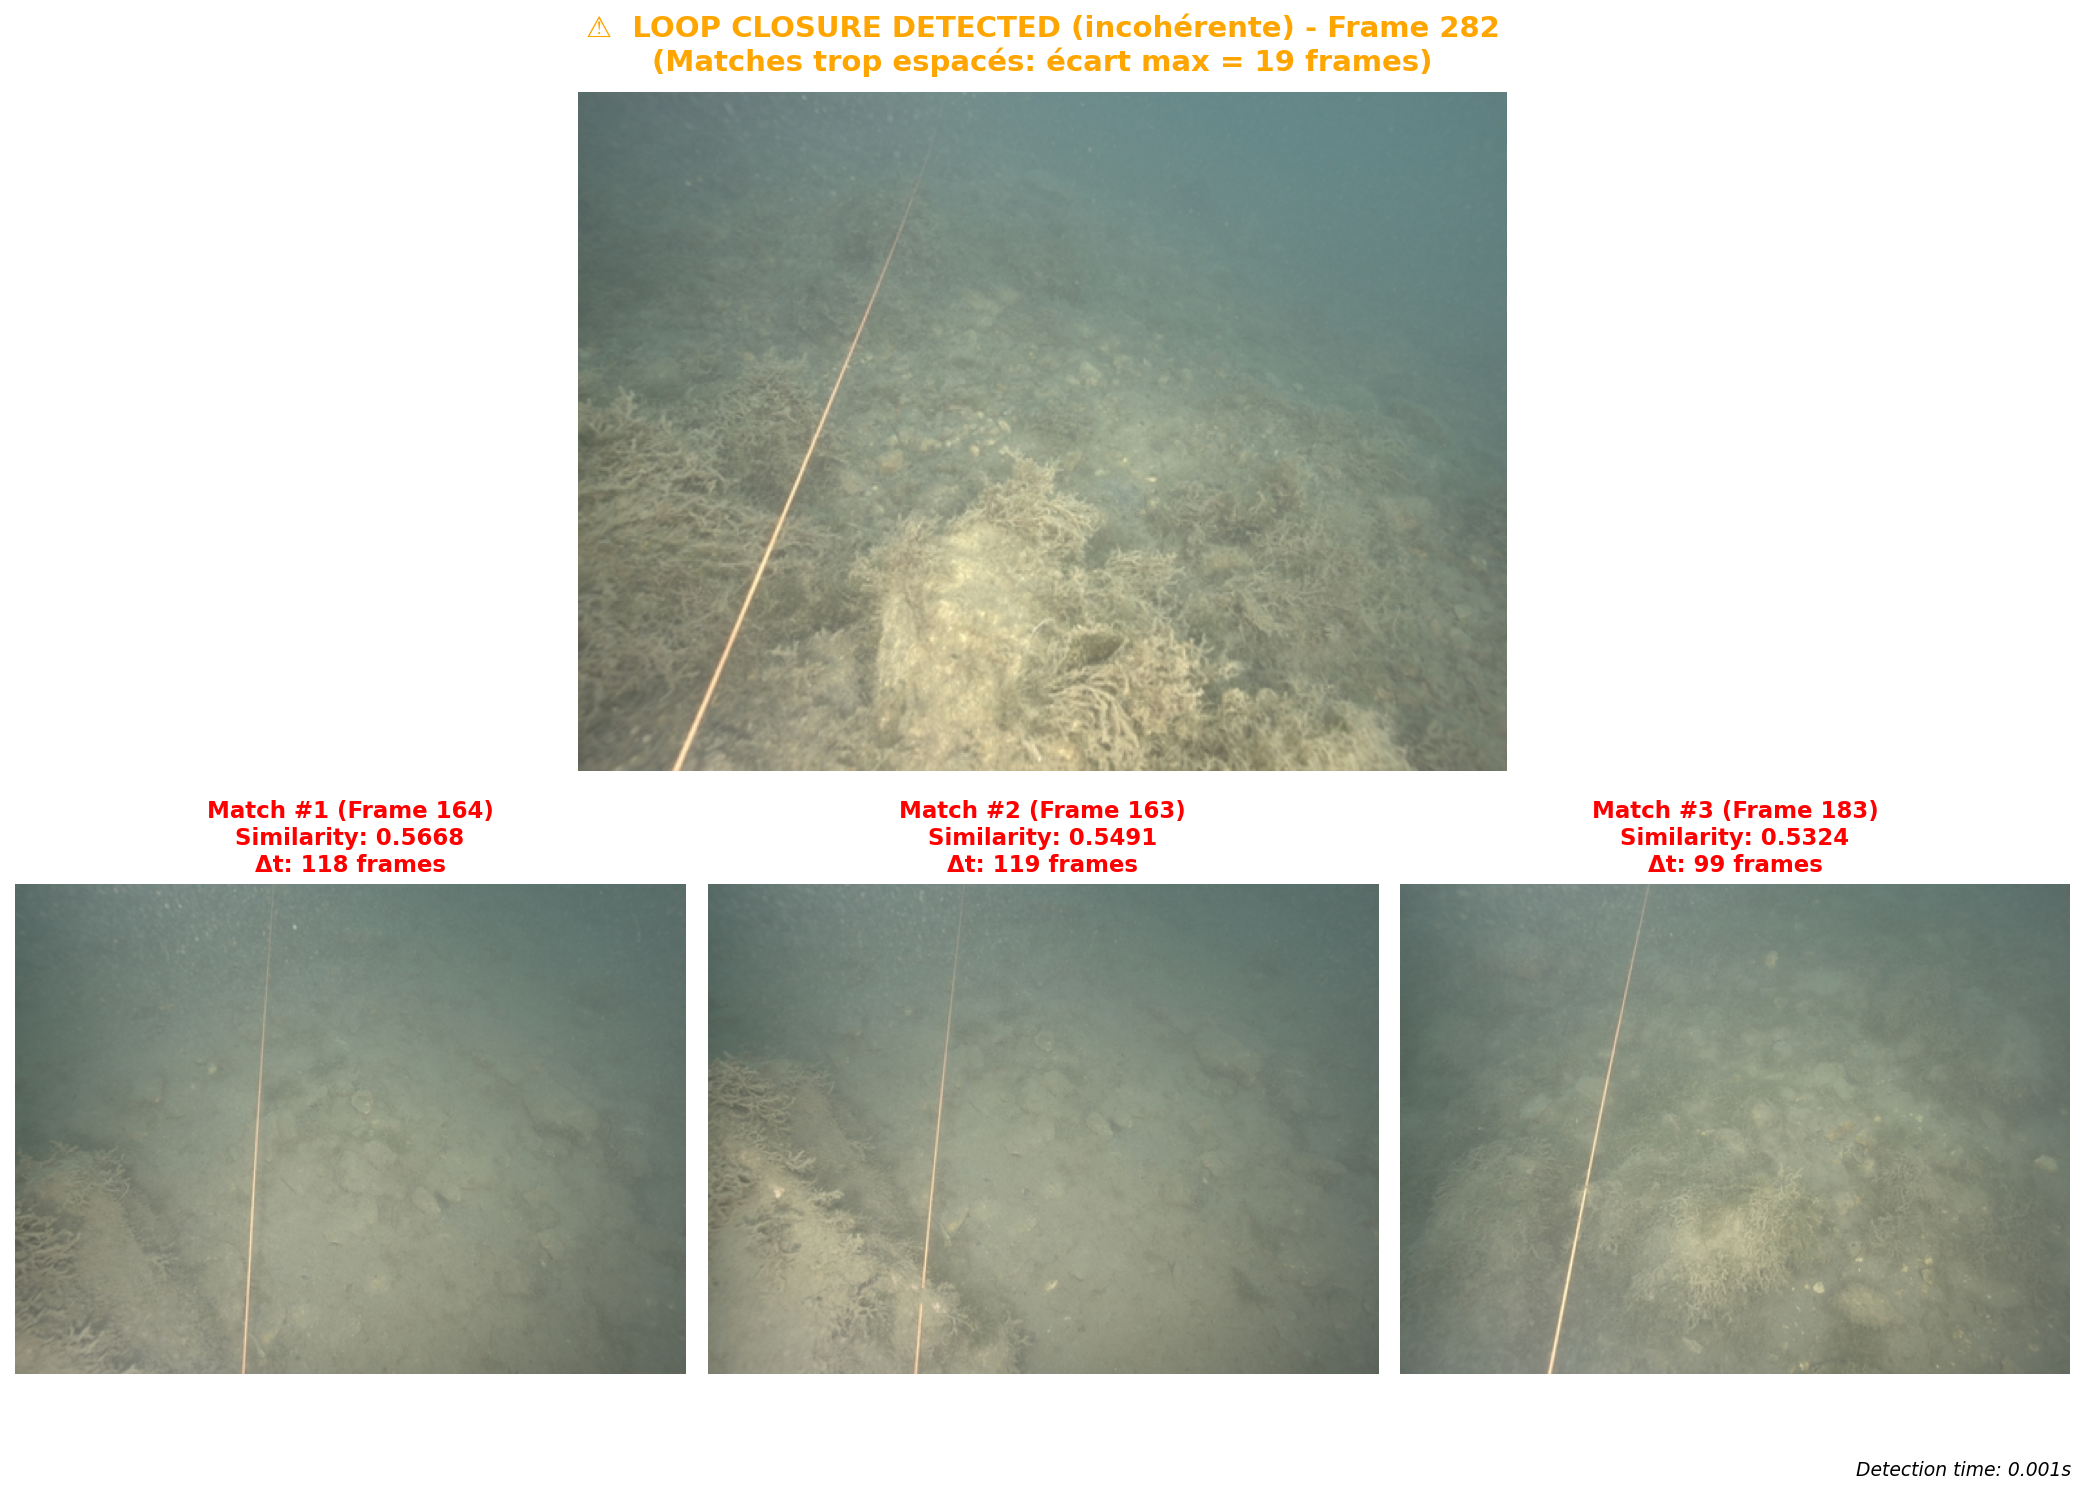 ⚠ LOOP CLOSURE DETECTED (incohérente) - Frame 282
(Matches trop espacés: écart max = 19 frames)
Match #1 (Frame 164)
Similarity: 0.5668
Δt: 118 frames
Match #2 (Frame 163)
Similarity: 0.5491
Δt: 119 frames
Match #3 (Frame 183)
Similarity: 0.5324
Δt: 99 frames
Detection time: 0.001s